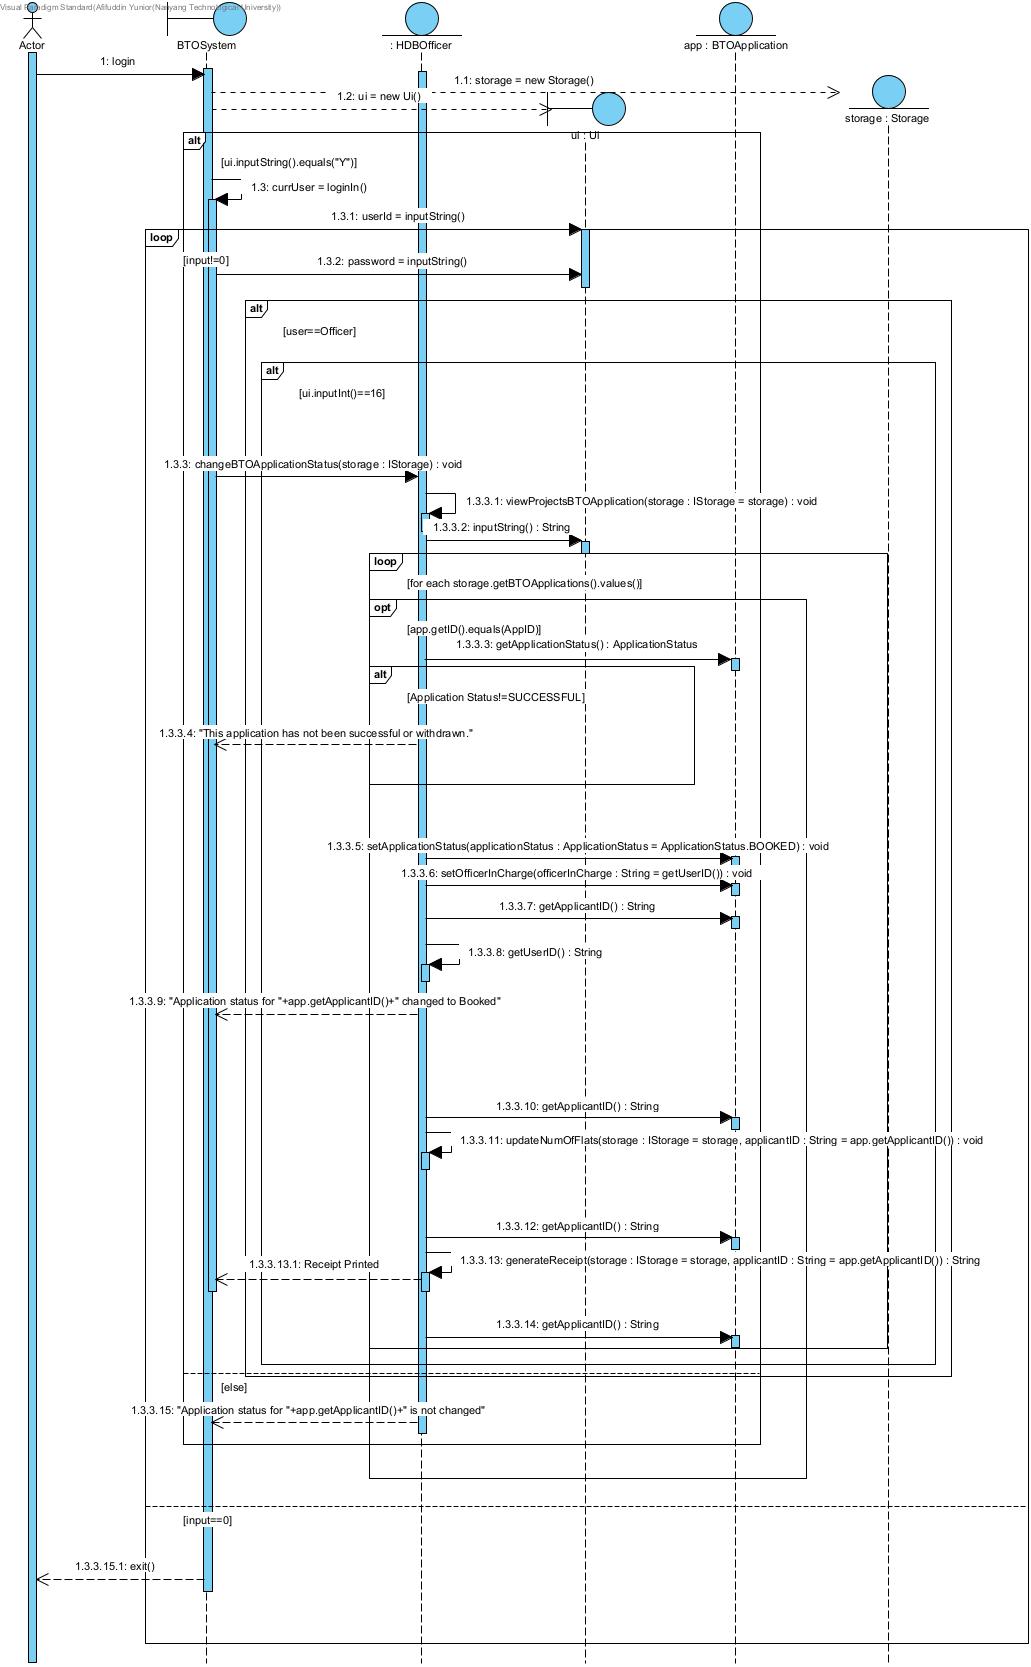 Visual Paradigm Standard(Afifuddin Yunior(Nanyang Technological University))
Actor
BTOSystem
: HDBOfficer
app : BTOApplication
1: login
1.1: storage = new Storage()
1.2: ui = new Ui()
storage : Storage
ui : Ui
alt
[ui.inputString().equals("Y")]
1.3: currUser = loginIn()
1.3.1: userId = inputString()
loop
[input!=0]
1.3.2: password = inputString()
alt
[user==Officer]
alt
[ui.inputInt()==16]
1.3.3: changeBTOApplicationStatus(storage : IStorage) : void
1.3.3.1: viewProjectsBTOApplication(storage : IStorage = storage) : void
1.3.3.2: inputString() : String
loop
[for each storage.getBTOApplications().values()]
opt
[app.getID().equals(AppID)]
1.3.3.3: getApplicationStatus() : ApplicationStatus
alt
[Application Status!=SUCCESSFUL]
1.3.3.4: "This application has not been successful or withdrawn."
1.3.3.5: setApplicationStatus(applicationStatus : ApplicationStatus = ApplicationStatus.BOOKED) : void
1.3.3.6: setOfficerInCharge(officerInCharge : String = getUserID()) : void
1.3.3.7: getApplicantID() : String
1.3.3.8: getUserID() : String
1.3.3.9: "Application status for "+app.getApplicantID()+" changed to Booked"
1.3.3.10: getApplicantID() : String
1.3.3.11: updateNumOfFlats(storage : IStorage = storage, applicantID : String = app.getApplicantID()) : void
1.3.3.12: getApplicantID() : String
1.3.3.13: generateReceipt(storage : IStorage = storage, applicantID : String = app.getApplicantID()) : String
1.3.3.13.1: Receipt Printed
1.3.3.14: getApplicantID() : String
[else]
1.3.3.15: "Application status for "+app.getApplicantID()+" is not changed"
[input==0]
1.3.3.15.1: exit()